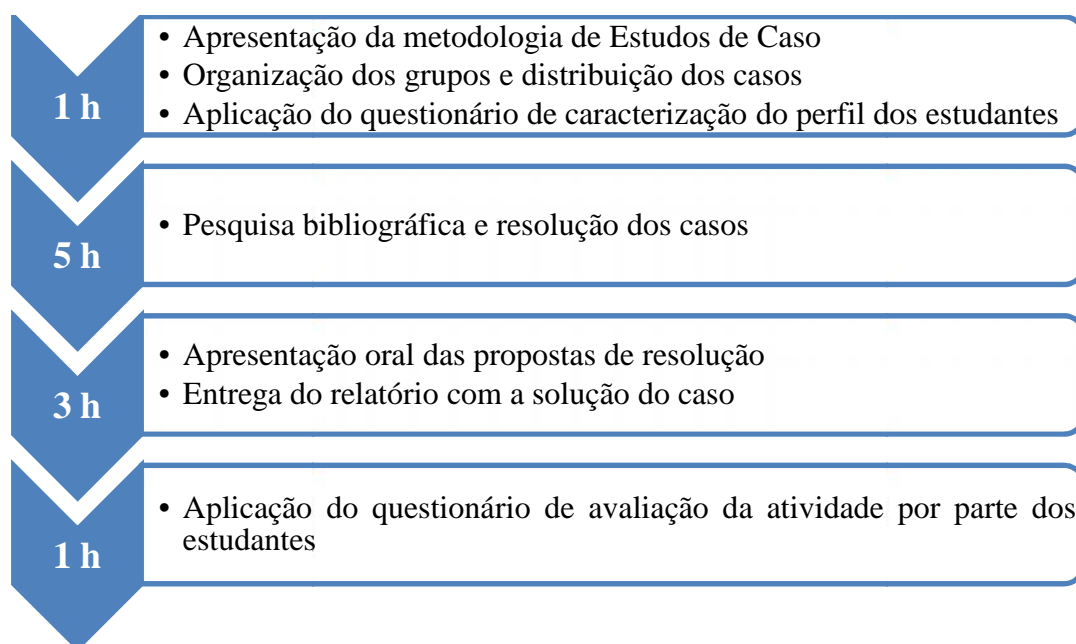 1 h
• Apresentação da metodologia de Estudos de Caso
• Organização dos grupos e distribuição dos casos
• Aplicação do questionário de caracterização do perfil dos estudantes
5 h
• Pesquisa bibliográfica e resolução dos casos
3 h
• Apresentação oral das propostas de resolução
• Entrega do relatório com a solução do caso
1 h
• Aplicação do questionário de avaliação da atividade por parte dos
estudantes